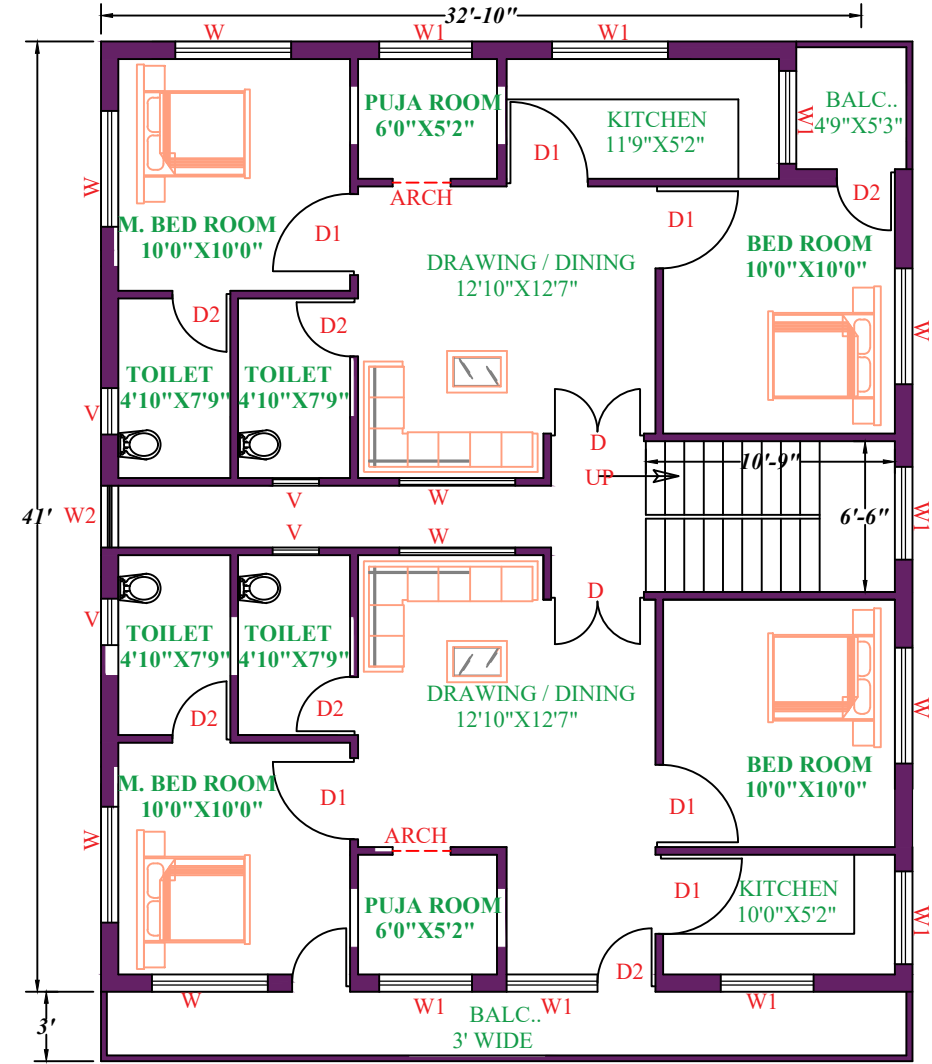 32'-10"
W
W1
W1
PUJA ROOM
6'0"X5'2"
KITCHEN
11'9"X5'2"
W1
BALC..
4'9"X5'3"
D1
W
ARCH
D2
M. BED ROOM
10'0"X10'0"
D1
D1
BED ROOM
10'0"X10'0"
DRAWING / DINING
12'10"X12'7"
D2
D2
W
TOILET
4'10"X7'9"
TOILET
4'10"X7'9"
V
D
UP
10'-9"
41'
W2
V
W
V
W
6'-6"
W1
D
V
TOILET
4'10"X7'9"
TOILET
4'10"X7'9"
D2
D2
DRAWING / DINING
12'10"X12'7"
W
M. BED ROOM
10'0"X10'0"
D1
BED ROOM
10'0"X10'0"
D1
W
ARCH
D1
KITCHEN
10'0"X5'2"
PUJA ROOM
6'0"X5'2"
W1
D2
W
W1
W1
W1
3'
BALC..
3' WIDE